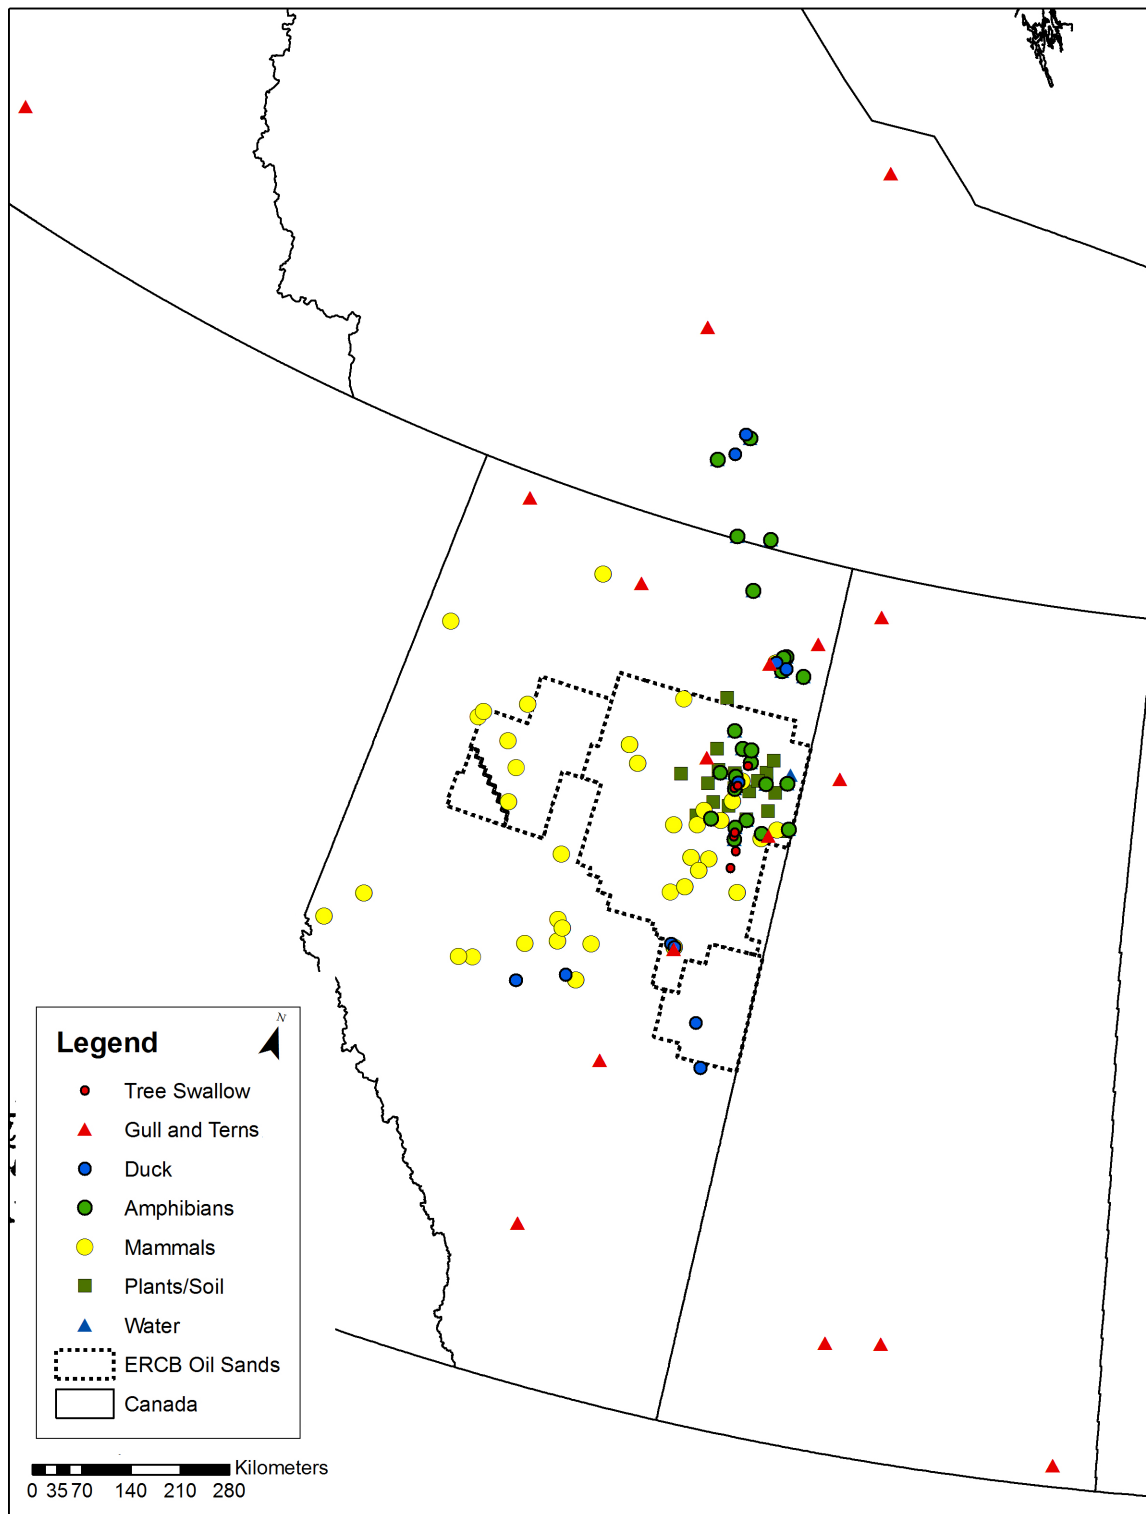 N
Legend
Tree Swallow
Gull and Terns
Duck
Amphibians
Mammals
Plants/Soil
Water
ERCB Oil Sands
Canada
Kilometers
0 35 70 140 210 280